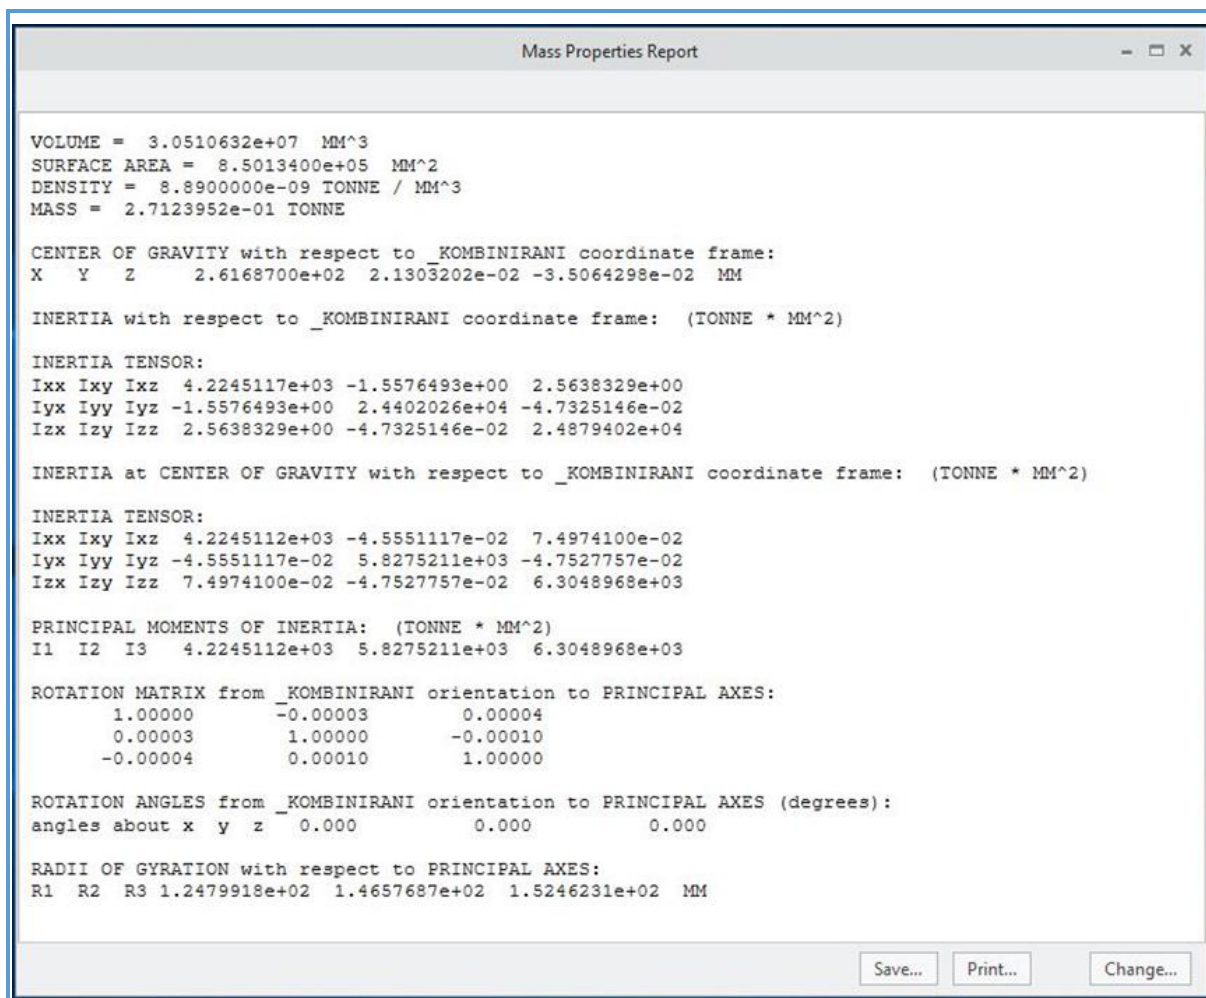 Mass Properties Report
VOLUME =  3.0510632e+07  MM^3
SURFACE AREA =  8.5013400e+05  MM^2
DENSITY =  8.8900000e-09 TONNE / MM^3
MASS =  2.7123952e-01 TONNE
CENTER OF GRAVITY with respect to _KOMBINIRANI coordinate frame:
X   Y   Z     2.6168700e+02  2.1303202e-02 -3.5064298e-02  MM
INERTIA with respect to _KOMBINIRANI coordinate frame:  (TONNE * MM^2)
INERTIA TENSOR:
Ixx Ixy Ixz  4.2245117e+03 -1.5576493e+00  2.5638329e+00
Iyx Iyy Iyz -1.5576493e+00  2.4402026e+04 -4.7325146e-02
Izx Izy Izz  2.5638329e+00 -4.7325146e-02  2.4879402e+04
INERTIA at CENTER OF GRAVITY with respect to _KOMBINIRANI coordinate frame:  (TONNE * MM^2)
INERTIA TENSOR:
Ixx Ixy Ixz  4.2245112e+03 -4.5551117e-02  7.4974100e-02
Iyx Iyy Iyz -4.5551117e-02  5.8275211e+03 -4.7527757e-02
Izx Izy Izz  7.4974100e-02 -4.7527757e-02  6.3048968e+03
PRINCIPAL MOMENTS OF INERTIA:  (TONNE * MM^2)
I1  I2  I3   4.2245112e+03  5.8275211e+03  6.3048968e+03
ROTATION MATRIX from _KOMBINIRANI orientation to PRINCIPAL AXES:
1.00000        -0.00003         0.00004
0.00003         1.00000        -0.00010
-0.00004         0.00010         1.00000
ROTATION ANGLES from _KOMBINIRANI orientation to PRINCIPAL AXES (degrees):
angles about x  y  z   0.000          0.000          0.000
RADII OF GYRATION with respect to PRINCIPAL AXES:
R1  R2  R3 1.2479918e+02  1.4657687e+02  1.5246231e+02  MM
Save... Print... Change...